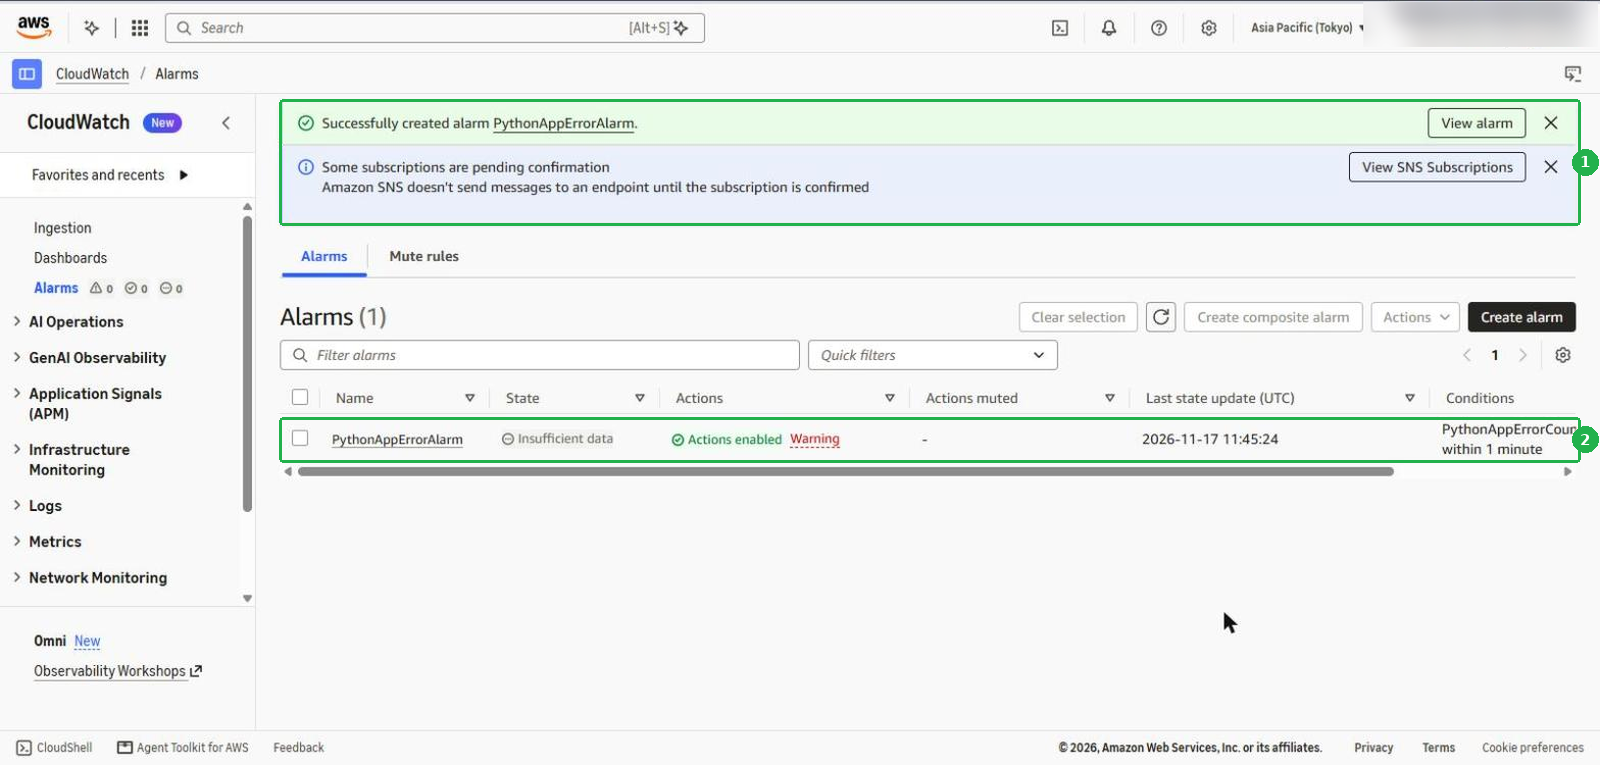 aws
Search [Alt+S]
Asia Pacific (Tokyo)
CloudWatch / Alarms
CloudWatch New
Favorites and recents
Ingestion
Dashboards
Alarms 0 0 0
AI Operations
GenAI Observability
Application Signals
(APM)
Infrastructure
Monitoring
Logs
Metrics
Network Monitoring
Omni New
Observability Workshops
Successfully created alarm PythonAppErrorAlarm.
View alarm
Some subscriptions are pending confirmation
Amazon SNS doesn't send messages to an endpoint until the subscription is confirmed
View SNS Subscriptions
1
Alarms Mute rules
Alarms (1)
Clear selection Create composite alarm Actions Create alarm
Filter alarms Quick filters 1
Name State Actions Actions muted Last state update (UTC) Conditions
PythonAppErrorAlarm Insufficient data Actions enabled Warning - 2026-11-17 11:45:24 PythonAppErrorCoun
within 1 minute
2
CloudShell Agent Toolkit for AWS Feedback
© 2026, Amazon Web Services, Inc. or its affiliates. Privacy Terms Cookie preferences